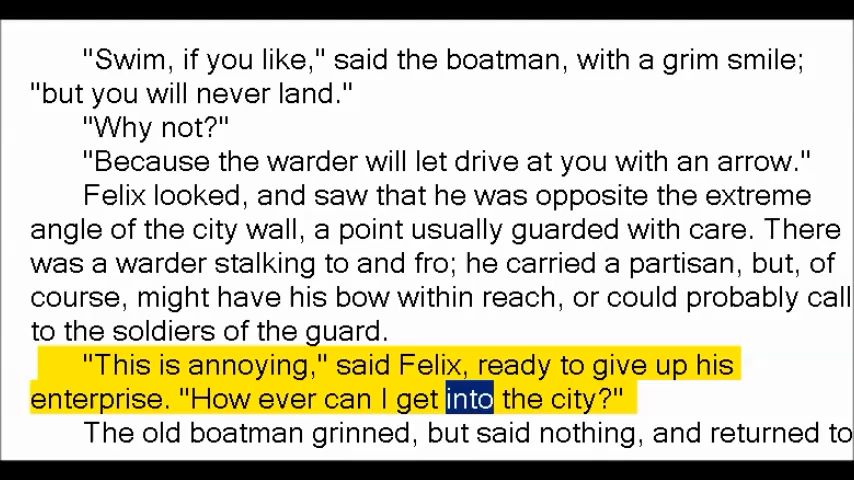 "Swim, if you like," said the boatman, with a grim smile;
"but you will never land."
"Why not?"
"Because the warder will let drive at you with an arrow."
Felix looked, and saw that he was opposite the extreme
angle of the city wall, a point usually guarded with care. There
was a warder stalking to and fro; he carried a partisan, but, of
course, might have his bow within reach, or could probably call
to the soldiers of the guard.
"This is annoying," said Felix, ready to give up his
enterprise. "How ever can I get into the city?"
The old boatman grinned, but said nothing, and returned to